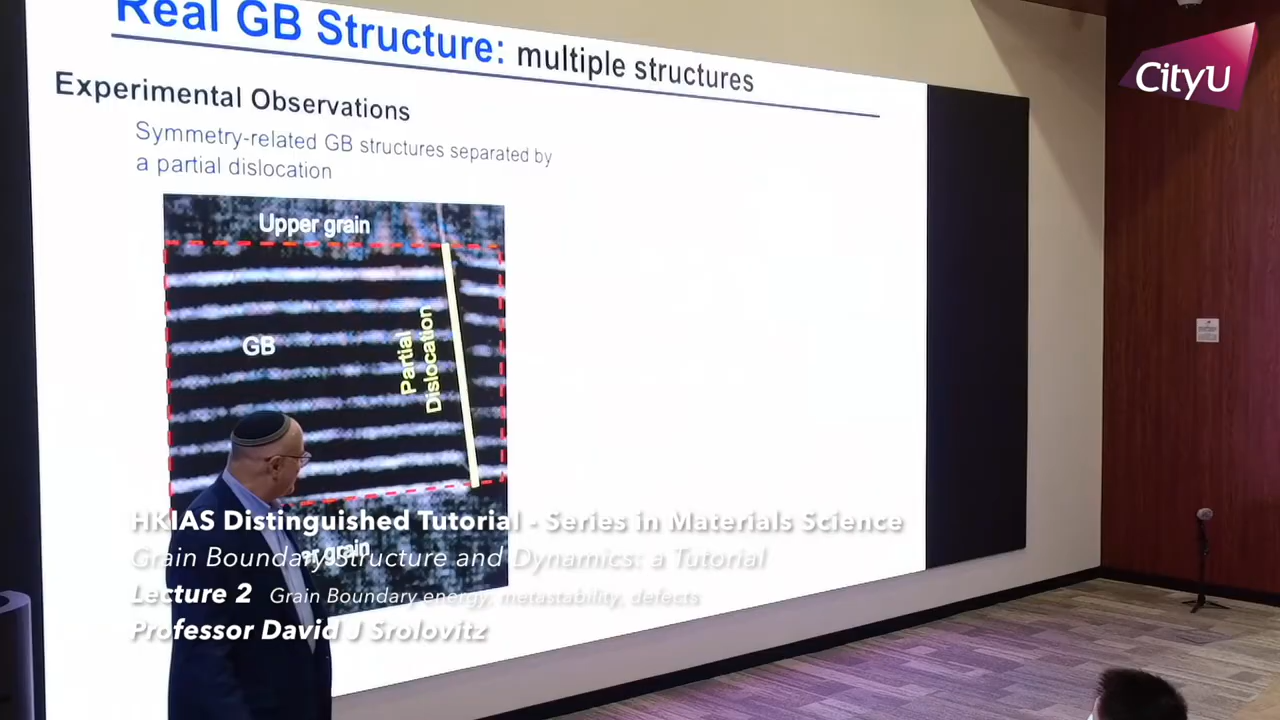 Real GB Structure: multiple structures
Experimental Observations
Symmetry-related GB structures separated by
a partial dislocation
Upper grain
GB
Partial
Dislocation
er grain
CityU
HKIAS Distinguished Tutorial - Series in Materials Science
Grain Boundary Structure and Dynamics: a Tutorial
Lecture 2 Grain Boundary energy, metastability, defects
Professor David J Srolovitz